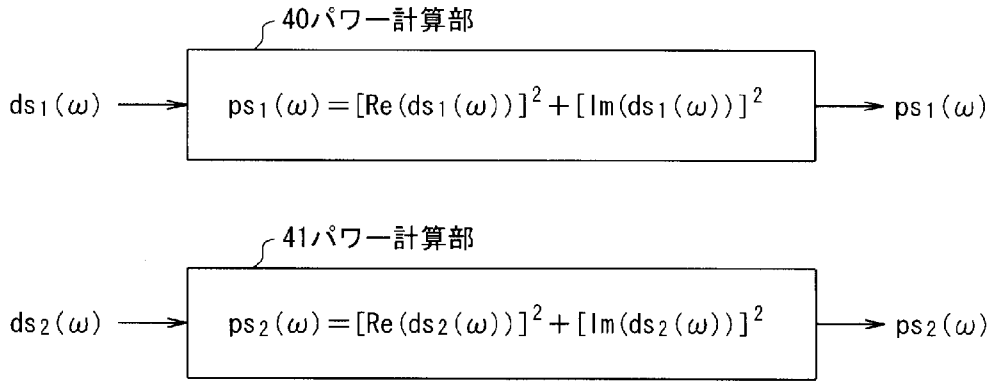 40パワー計算部
ds₁(ω) ps₁(ω)=[Re(ds₁(ω))]²+[Im(ds₁(ω))]² ps₁(ω)
41パワー計算部
ds₂(ω) ps₂(ω)=[Re(ds₂(ω))]²+[Im(ds₂(ω))]² ps₂(ω)